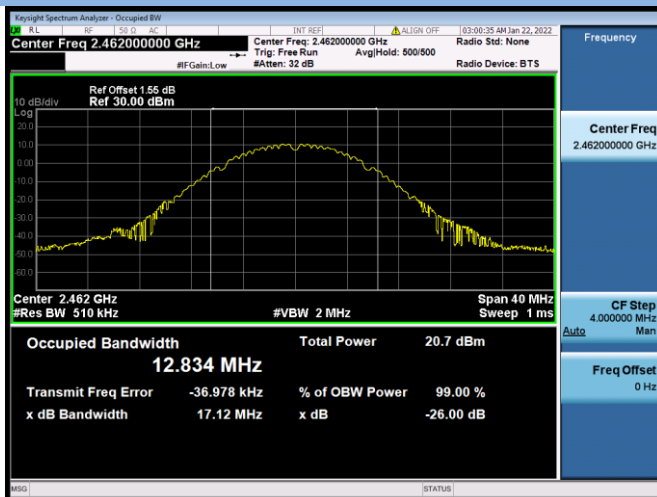 Keysight Spectrum Analyzer - Occupied BW
RL RF 50 Ω AC INT REF ALIGN OFF 03:00:35 AM Jan 22, 2022
Center Freq 2.462000000 GHz
Center Freq: 2.462000000 GHz Radio Std: None
Trig: Free Run Avg|Hold: 500/500
#IFGain:Low #Atten: 32 dB Radio Device: BTS
Ref Offset 1.55 dB
10 dB/div Ref 30.00 dBm
Log
20.0
10.0
0.00
-10.0
-20.0
-30.0
-40.0
-50.0
-60.0
Center 2.462 GHz Span 40 MHz
#Res BW 510 kHz #VBW 2 MHz Sweep 1 ms
Occupied Bandwidth Total Power 20.7 dBm
12.834 MHz
Transmit Freq Error -36.978 kHz % of OBW Power 99.00 %
x dB Bandwidth 17.12 MHz x dB -26.00 dB
MSG STATUS
Frequency
Center Freq
2.462000000 GHz
CF Step
4.000000 MHz
Auto Man
Freq Offset
0 Hz